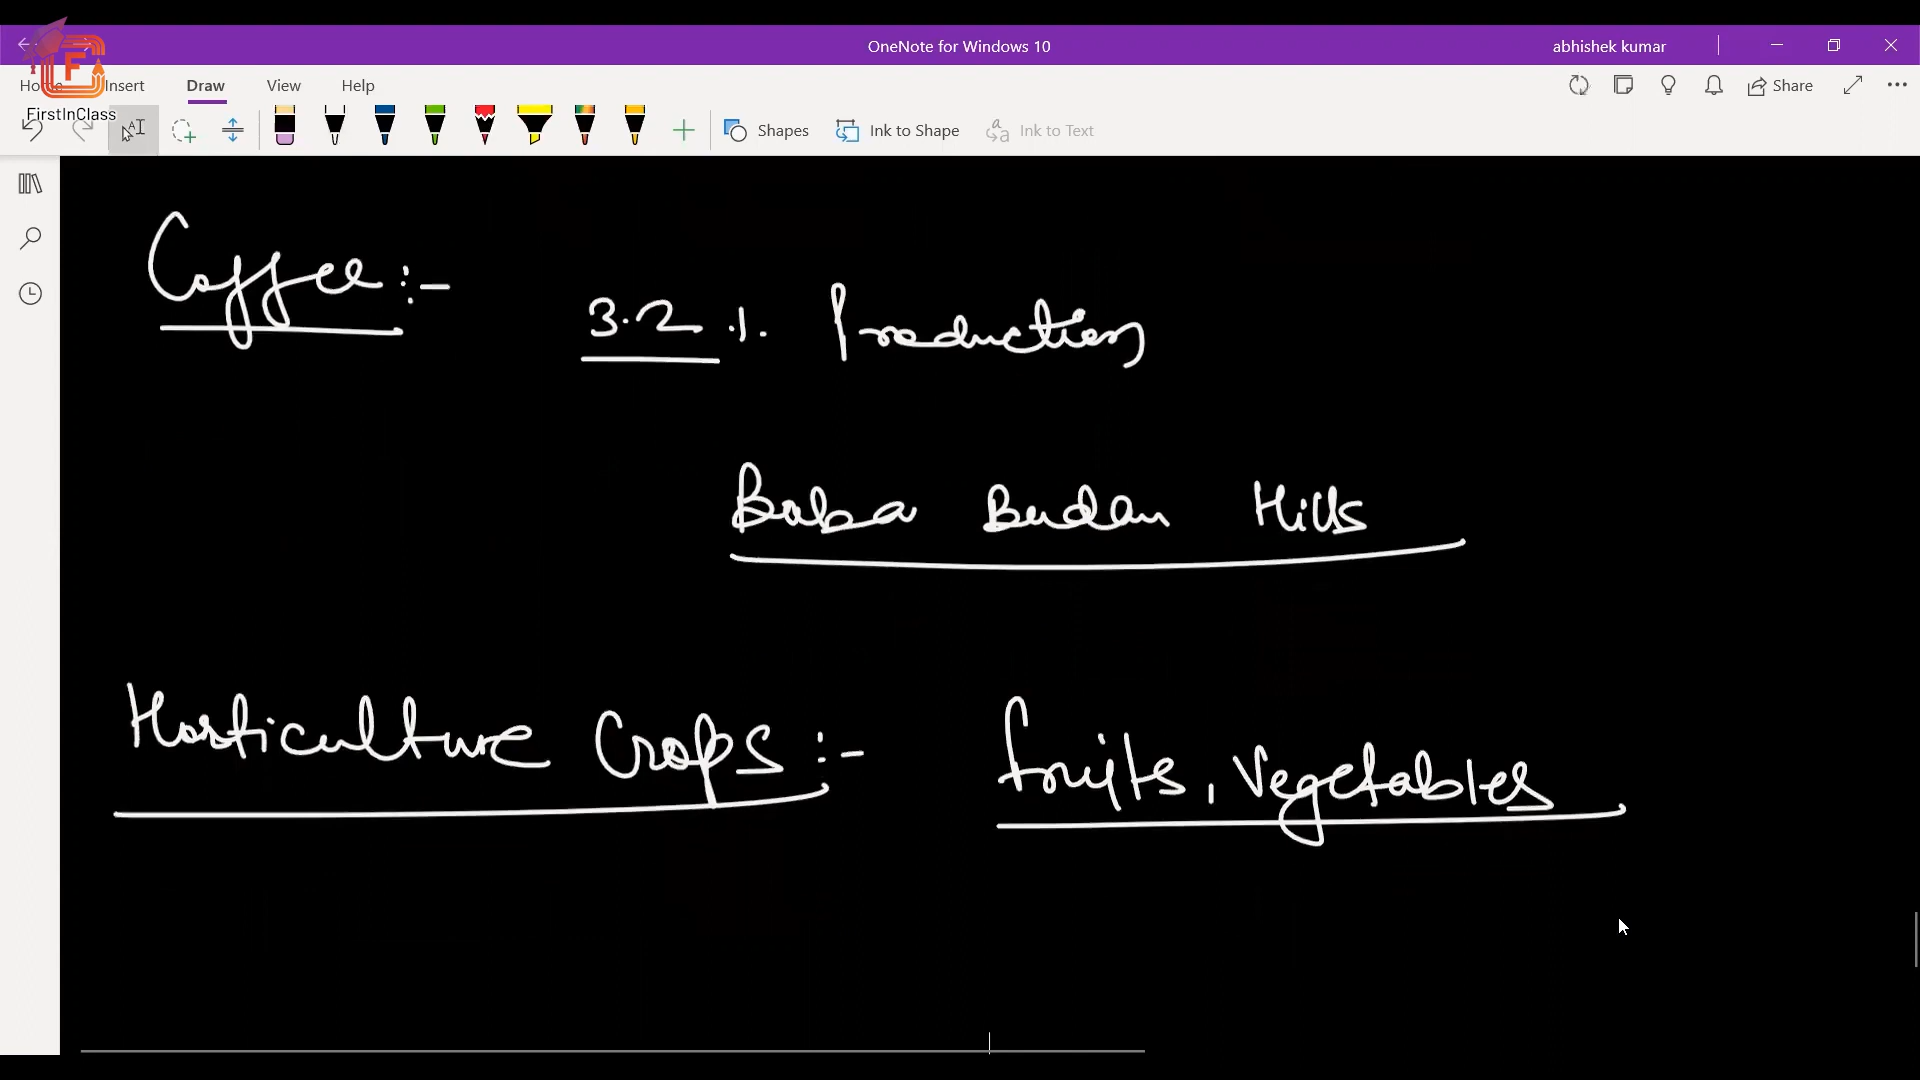 OneNote for Windows 10
abhishek kumar
Home Insert Draw View Help
Share
FirstInClass
Shapes Ink to Shape Ink to Text
Coffee :-
3.2 % Production
Baba Budan Hills
Horticulture Crops :- fruits, Vegetables